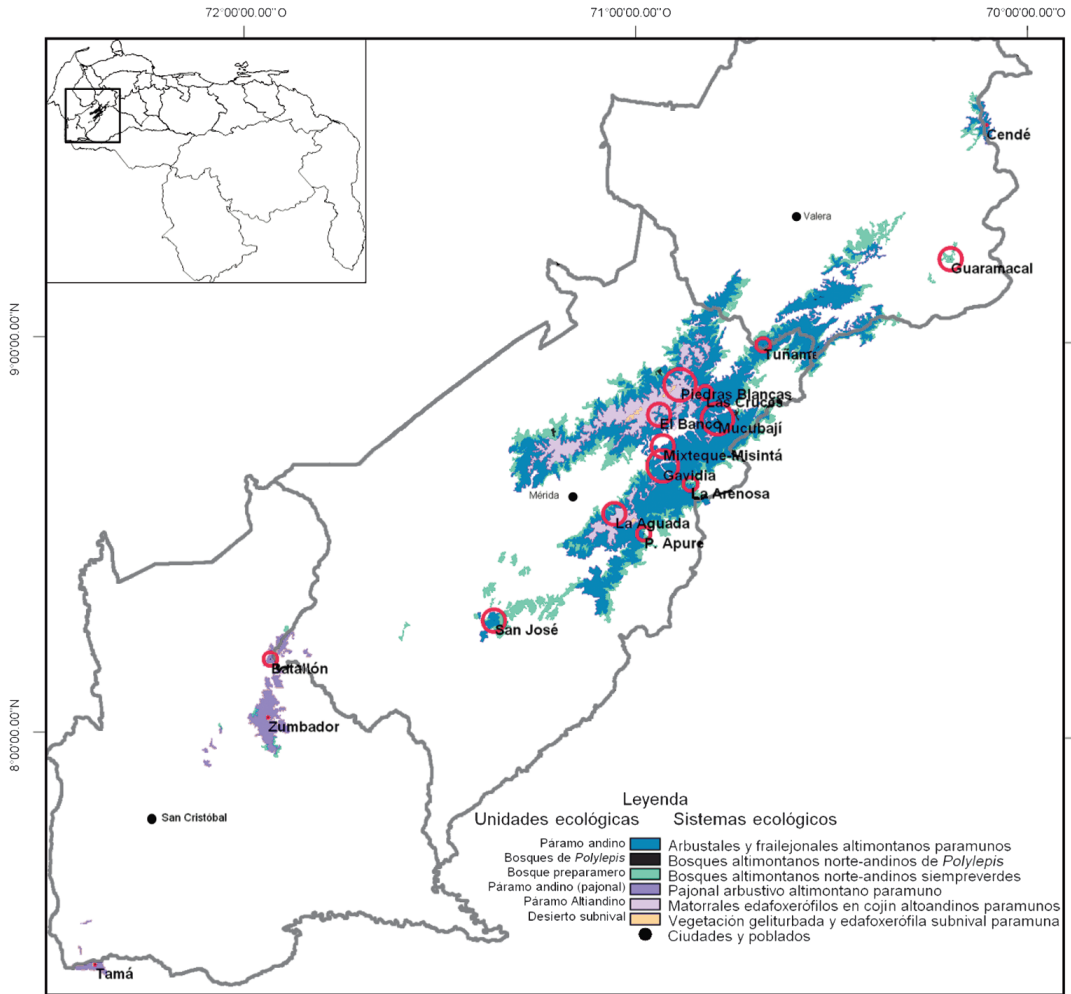 72°00'00.00"O
71°00'00.00"O
70°00'00.00"O
Cendé
Valera
Guaramacal
9°00'00.00"N
Tuñame
Piedras Blancas
Las Cruces
El Banco
Mucubají
Mixteque-Misintá
Gavidia
La Arenosa
Mérida
La Aguada
P. Apure
San José
Batallón
Zumbador
8°00'00.00"N
San Cristóbal
Tamá
Leyenda
Unidades ecológicas Sistemas ecológicos
Páramo andino Arbustales y frailejonales altimontanos paramunos
Bosques de Polylepis Bosques altimontanos norte-andinos de Polylepis
Bosque preparamero Bosques altimontanos norte-andinos siempreverdes
Páramo andino (pajonal) Pajonal arbustivo altimontano paramuno
Páramo Altiandino Matorrales edafoxerófilos en cojin altoandinos paramunos
Desierto subnival Vegetación geliturbada y edafoxerófila subnival paramuna
Ciudades y poblados